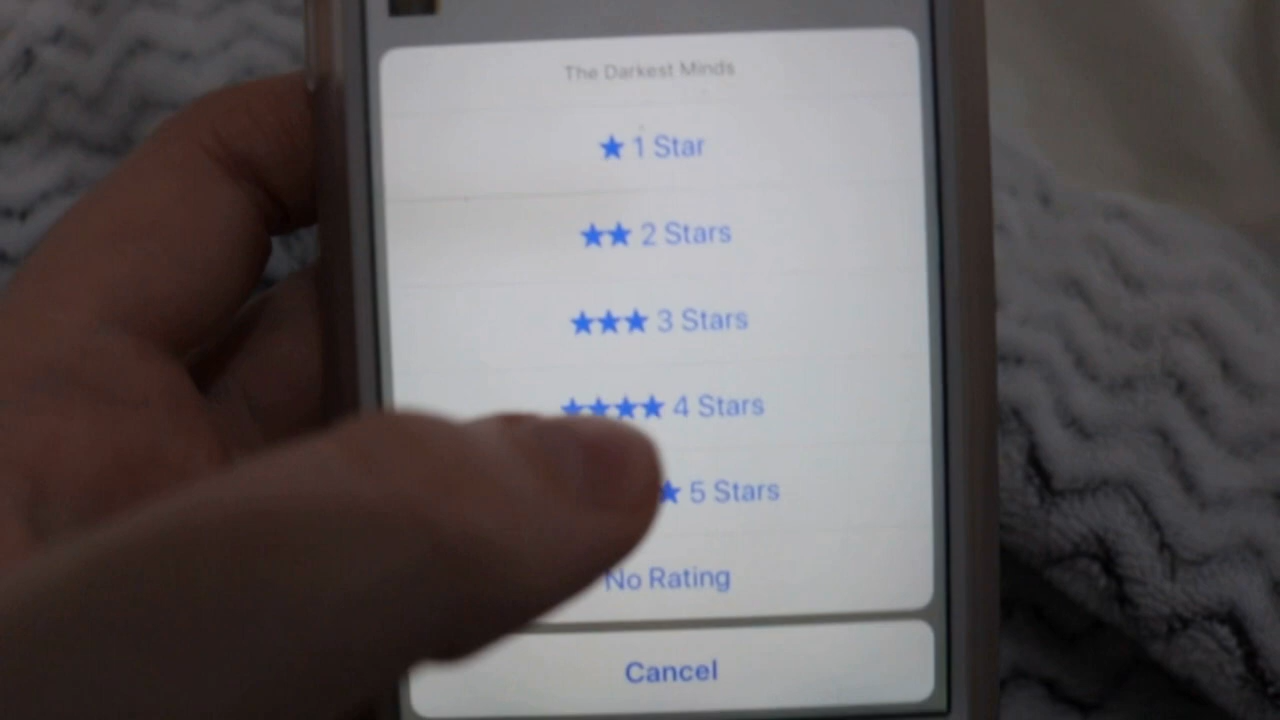 The Darkest Minds
★ 1 Star
★★ 2 Stars
★★★ 3 Stars
★★★★ 4 Stars
★ 5 Stars
No Rating
Cancel